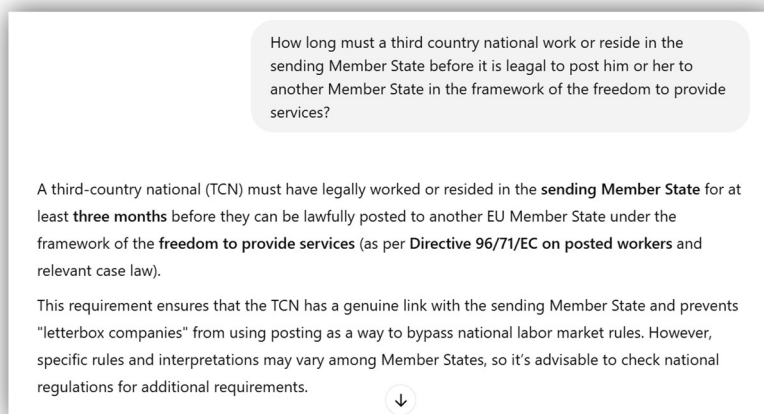 How long must a third country national work or reside in the
sending Member State before it is leagal to post him or her to
another Member State in the framework of the freedom to provide
services?
A third-country national (TCN) must have legally worked or resided in the sending Member State for at
least three months before they can be lawfully posted to another EU Member State under the
framework of the freedom to provide services (as per Directive 96/71/EC on posted workers and
relevant case law).
This requirement ensures that the TCN has a genuine link with the sending Member State and prevents
"letterbox companies" from using posting as a way to bypass national labor market rules. However,
specific rules and interpretations may vary among Member States, so it's advisable to check national
regulations for additional requirements.